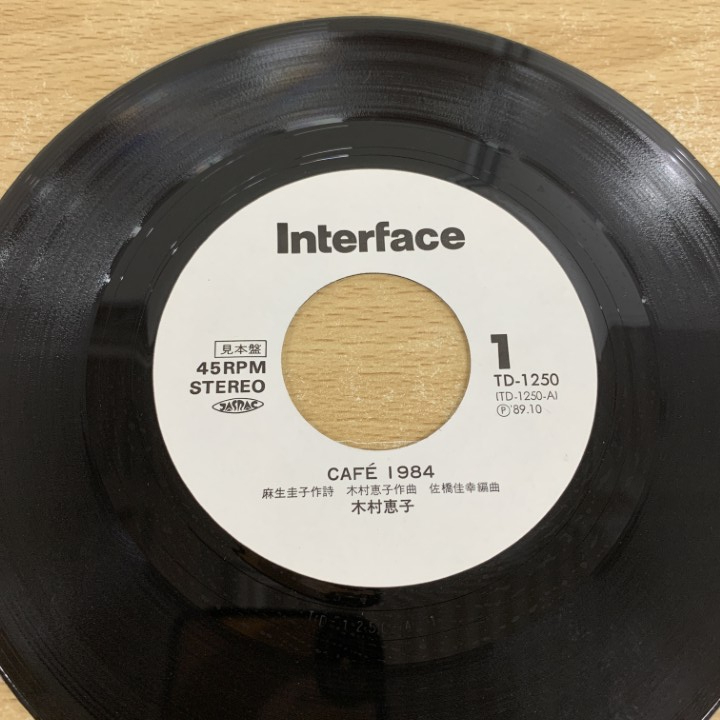 Interface
見本盤
45RPM
STEREO
JASRAC
1
TD-1250
(TD-1250-A)
Ⓟ'89.10
CAFÉ 1984
麻生圭子作詩 木村恵子作曲 佐橋佳幸編曲
木村恵子